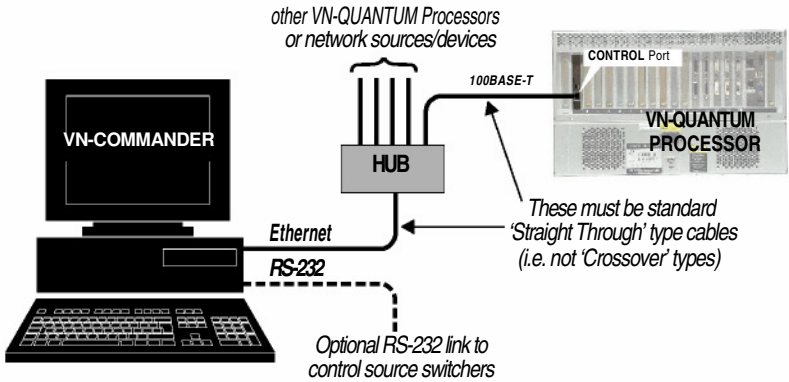 other VN-QUANTUM Processors
or network sources/devices
CONTROL Port
100BASE-T
VN-COMMANDER
VN-QUANTUM
PROCESSOR
HUB
These must be standard
'Straight Through' type cables
(i.e. not 'Crossover' types)
Ethernet
RS-232
Optional RS-232 link to
control source switchers